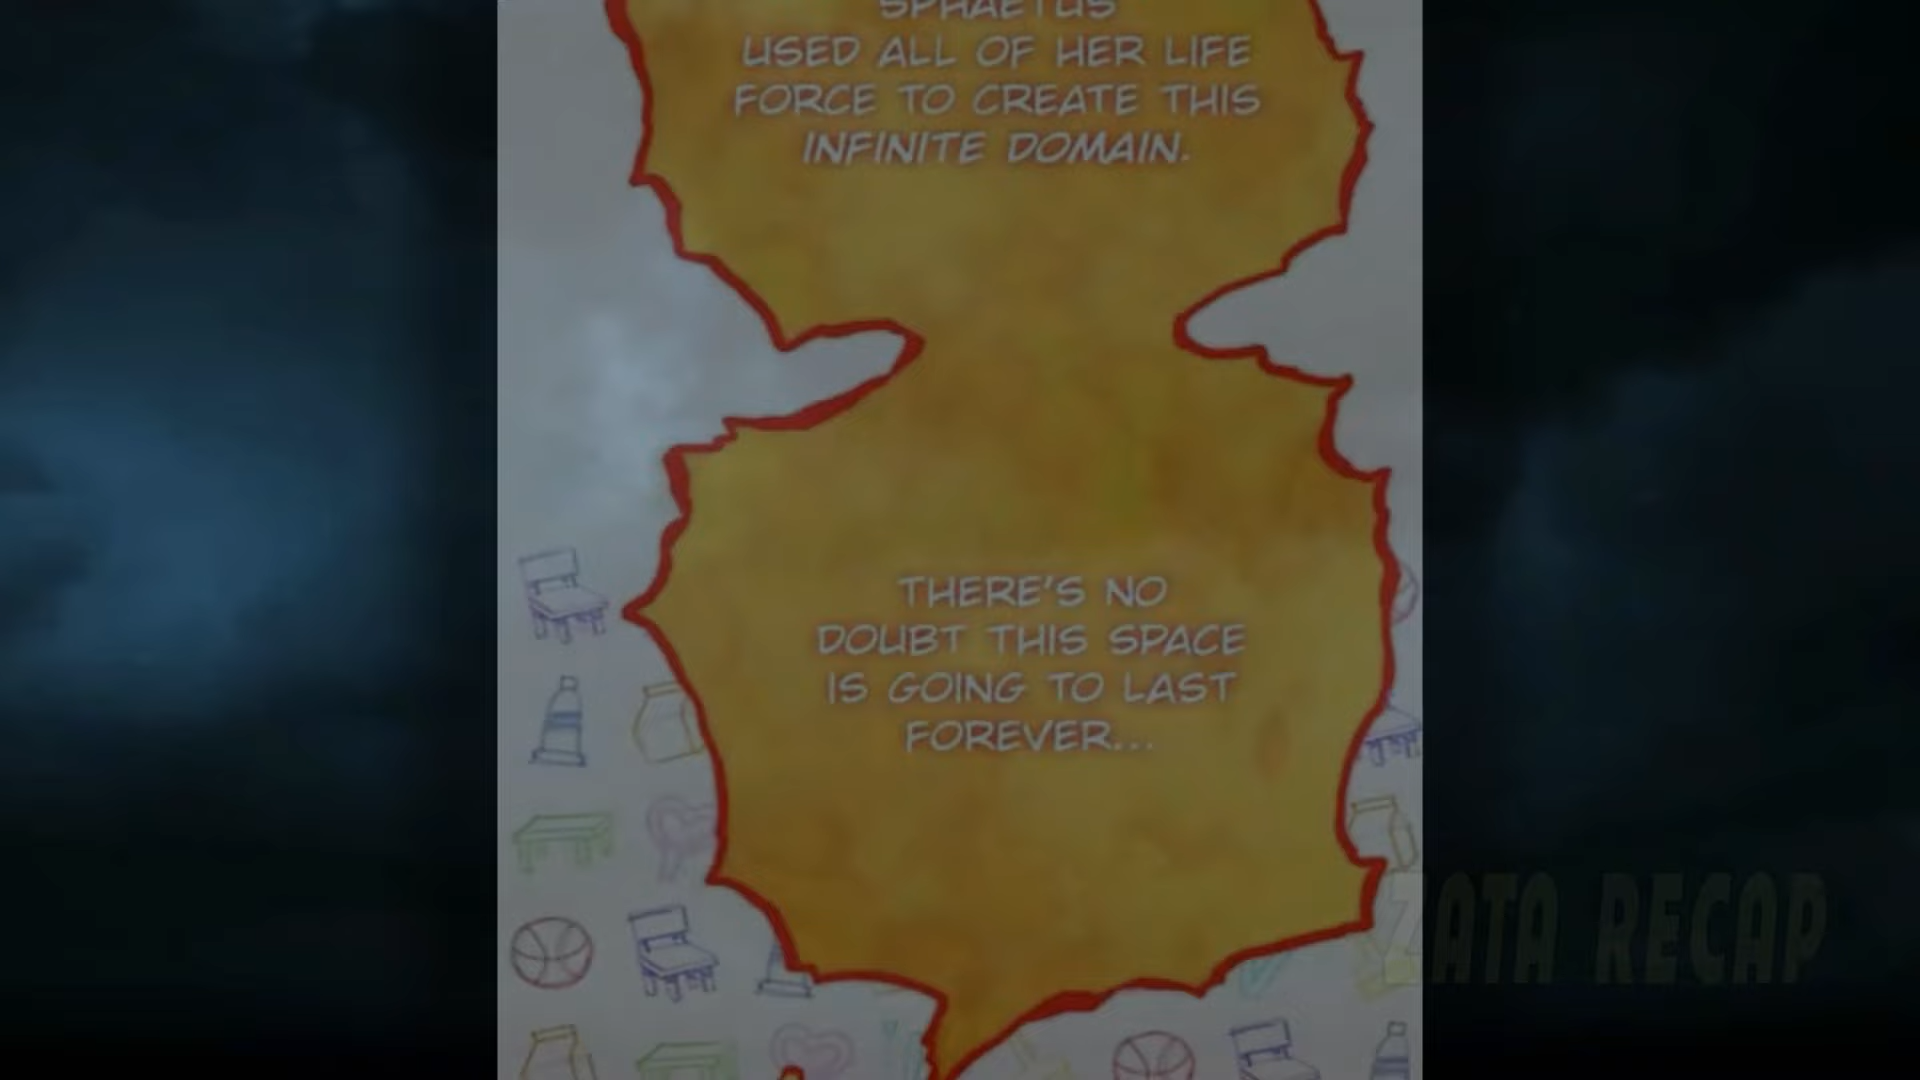 SPHAETUS
USED ALL OF HER LIFE
FORCE TO CREATE THIS
INFINITE DOMAIN.
THERE'S NO
DOUBT THIS SPACE
IS GOING TO LAST
FOREVER...
ZATA RECAP